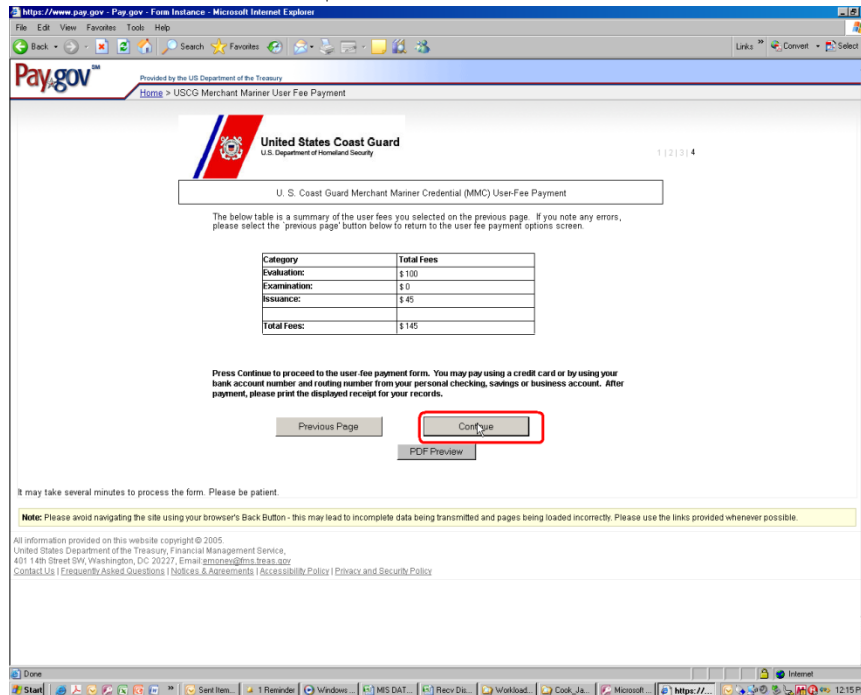 https://www.pay.gov - Pay.gov - Form Instance - Microsoft Internet Explorer
File Edit View Favorites Tools Help
Back Search Favorites Links » Convert Select
Pay.gov SM
Provided by the US Department of the Treasury
Home > USCG Merchant Mariner User Fee Payment
United States Coast Guard
U.S. Department of Homeland Security
1 | 2 | 3 | 4
U. S. Coast Guard Merchant Mariner Credential (MMC) User-Fee Payment
The below table is a summary of the user fees you selected on the previous page. If you note any errors,
please select the 'previous page' button below to return to the user fee payment options screen.
Category Total Fees
Evaluation: $ 100
Examination: $ 0
Issuance: $ 45
Total Fees: $ 145
Press Continue to proceed to the user-fee payment form. You may pay using a credit card or by using your
bank account number and routing number from your personal checking, savings or business account. After
payment, please print the displayed receipt for your records.
Previous Page Continue
PDF Preview
It may take several minutes to process the form. Please be patient.
Note: Please avoid navigating the site using your browser's Back Button - this may lead to incomplete data being transmitted and pages being loaded incorrectly. Please use the links provided whenever possible.
All information provided on this website copyright © 2005.
United States Department of the Treasury, Financial Management Service,
401 14th Street SW, Washington, DC 20227, Email:emoney@fms.treas.gov
Contact Us | Frequently Asked Questions | Notices & Agreements | Accessibility Policy | Privacy and Security Policy
Done Internet
Start » Sent Item... 1 Reminder Windows ... MIS DAT... Recv Dis... Workload... Cook_Ja... Microsoft ... https://... 12:15 P